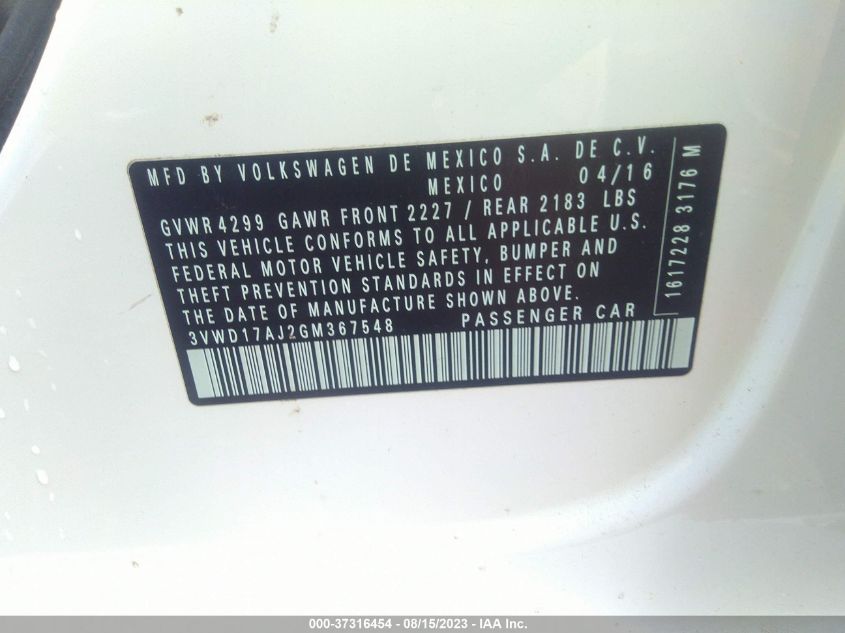 MFD BY VOLKSWAGEN DE MEXICO S.A. DE C.V.
MEXICO 04/16
GVWR 4299 GAWR FRONT 2227 / REAR 2183 LBS
THIS VEHICLE CONFORMS TO ALL APPLICABLE U.S.
FEDERAL MOTOR VEHICLE SAFETY, BUMPER AND
THEFT PREVENTION STANDARDS IN EFFECT ON
THE DATE OF MANUFACTURE SHOWN ABOVE.
3VWD17AJ2GM367548 PASSENGER CAR
1617228 3176 M
000-37316454 - 08/15/2023 - IAA Inc.